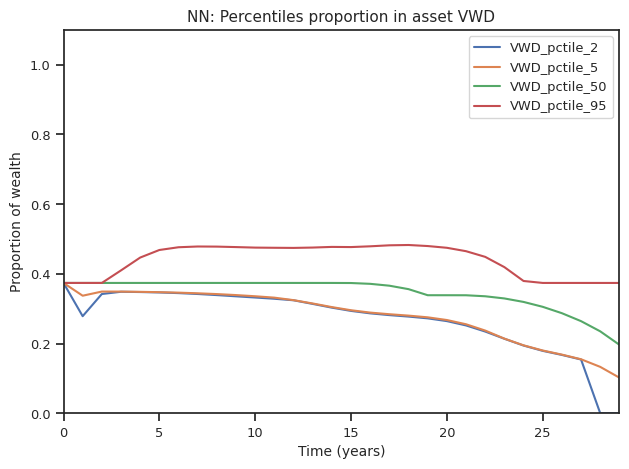 NN: Percentiles proportion in asset VWD
VWD_pctile_2
VWD_pctile_5
VWD_pctile_50
VWD_pctile_95
Proportion of wealth
1.0
0.8
0.6
0.4
0.2
0.0
0
5
10
15
20
25
Time (years)